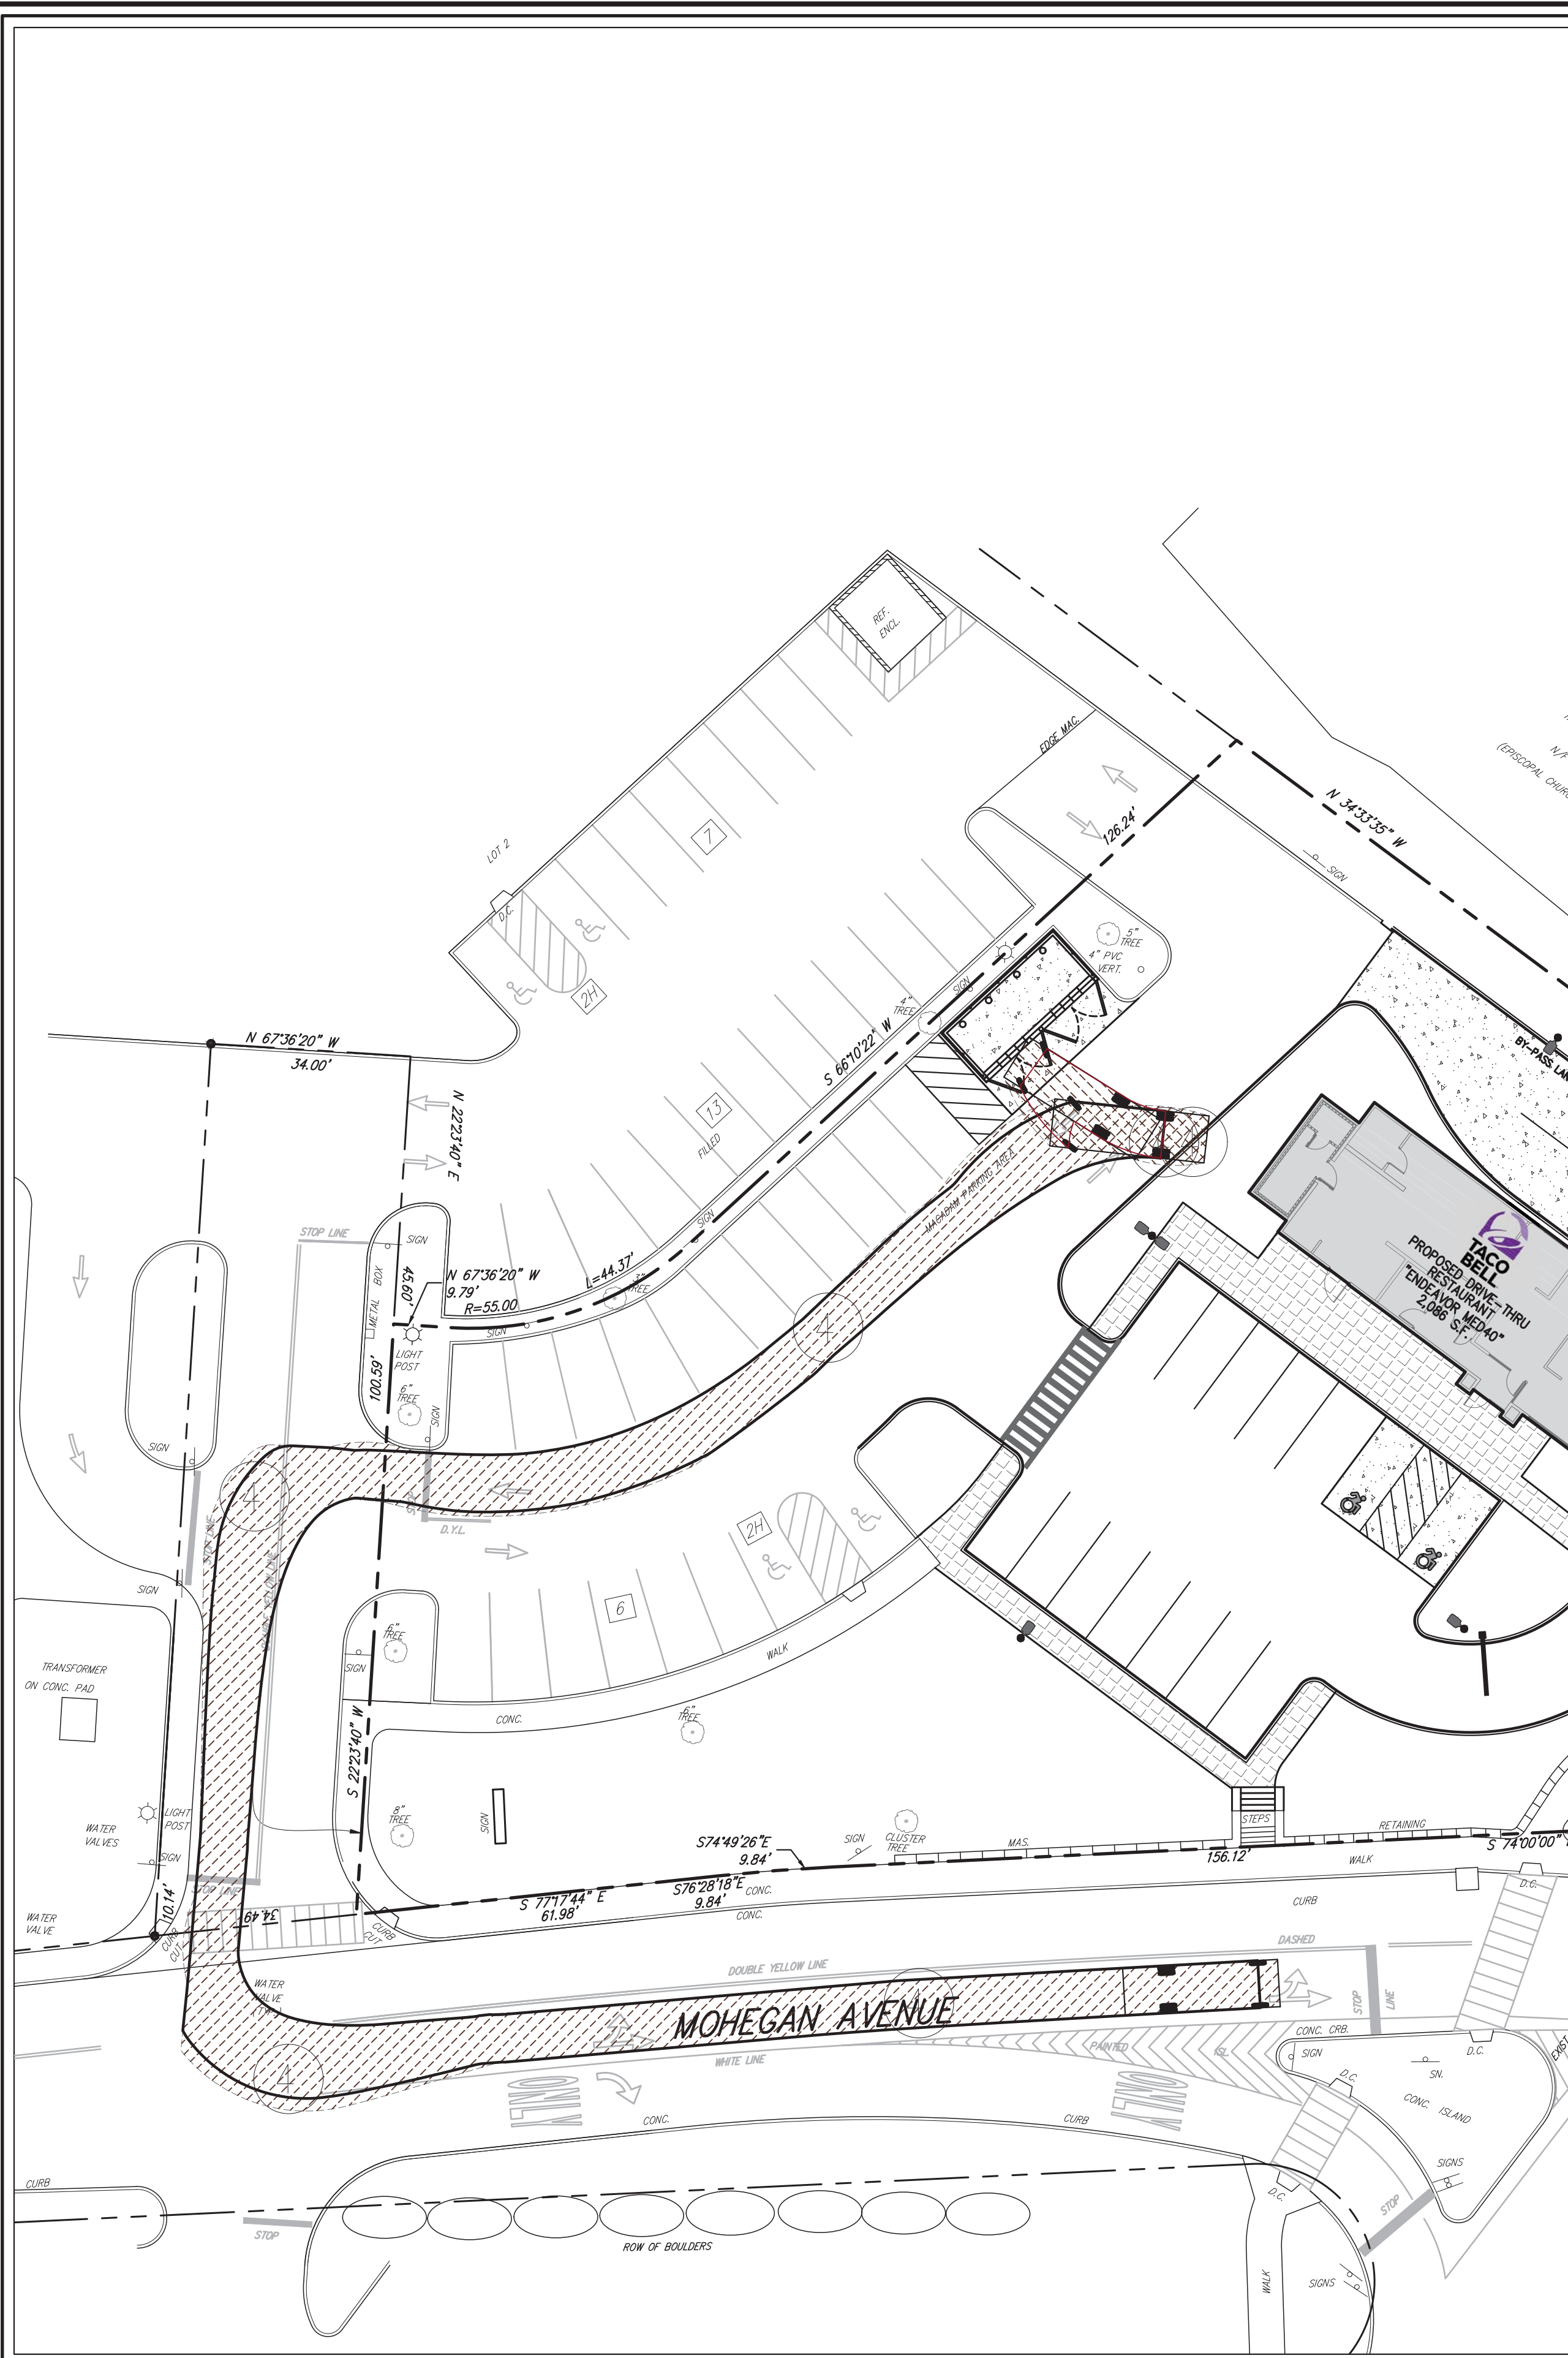 REF.
ENCL.
EDGE MAC.
N/F
N 34°33'35" W
126.24'
SIGN
LOT 2
7
D.C.
2H
5"
TREE
4" PVC
VERT.
SIGN
4"
TREE
S 66°10'22" W
N 67°36'20" W
34.00'
N 22°23'40" E
13
FILLED
BY-PASS
MACADAM PARKING AREA
SIGN
STOP LINE
SIGN
METAL BOX
45.60'
N 67°36'20" W
9.79'
R=55.00
L=44.37'
3"
TREE
SIGN
LIGHT
POST
100.59'
6"
TREE
SIGN
4
TACO
BELL
PROPOSED DRIVE-THRU
RESTAURANT
"ENDEAVOR MED40"
2,086 S.F.
SIGN
4
STOP LINE
D.Y.L.
2H
6
SIGN
6"
TREE
SIGN
WALK
TRANSFORMER
ON CONC. PAD
CONC.
6"
TREE
S 22°23'40" W
8"
TREE
SIGN
WATER
VALVES
LIGHT
POST
SIGN
STOP LINE
S74°49'26"E
9.84'
SIGN
CLUSTER
TREE
MAS.
STEPS
RETAINING
156.12'
WALK
S 74°00'00"
D.C.
10.14'
34.49
S 77°17'44" E
61.98'
S76°28'18"E
9.84'
CONC.
CONC.
CURB
WATER
VALVE
CURB
CUT
CURB
CUT
DOUBLE YELLOW LINE
DASHED
WATER
VALVE
STOP
LINE
4
MOHEGAN AVENUE
WHITE LINE
PAINTED
ISL.
CONC. CRB.
SIGN
D.C.
SN.
D.C.
CONC. ISLAND
4
ONLY
ONLY
CONC.
CURB
SIGNS
D.C.
STOP
CURB
STOP
ROW OF BOULDERS
WALK
SIGNS